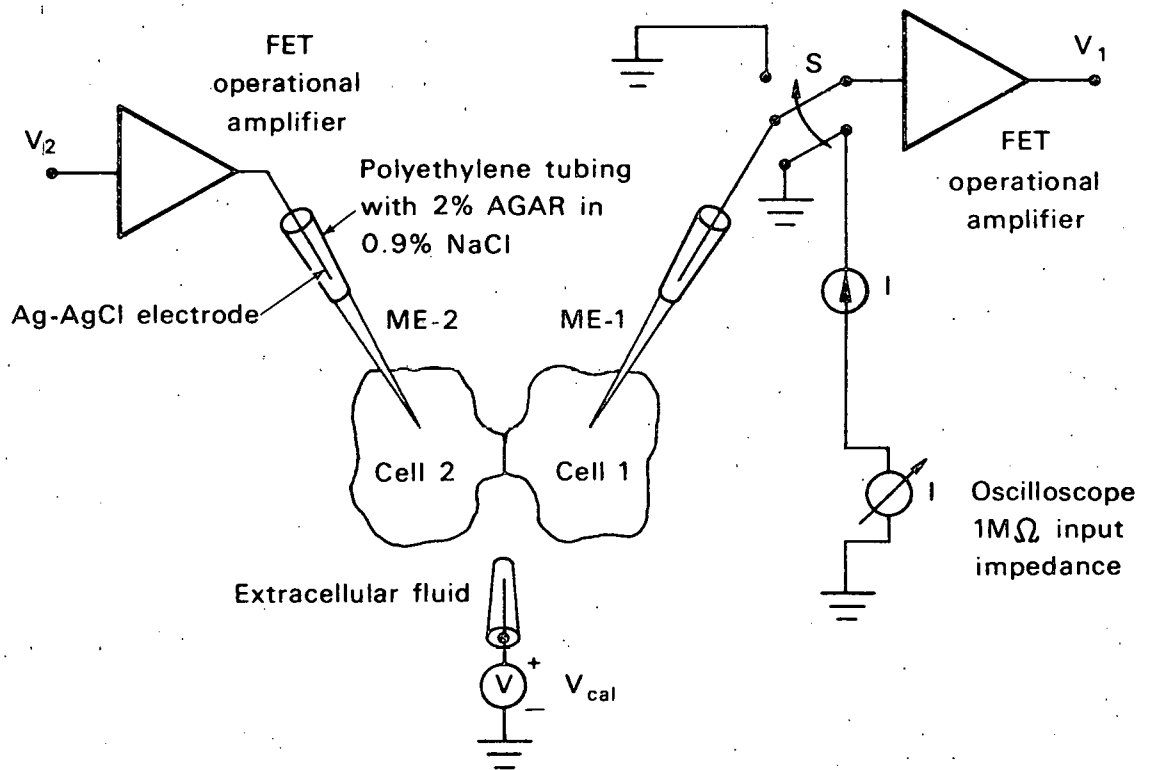 FET
operational
amplifier
V2
Polyethylene tubing
with 2% AGAR in
0.9% NaCl
Ag-AgCl electrode
ME-2
ME-1
S
V1
FET
operational
amplifier
I
Cell 2
Cell 1
I
Oscilloscope
1MΩ input
impedance
Extracellular fluid
+
V
Vcal
−